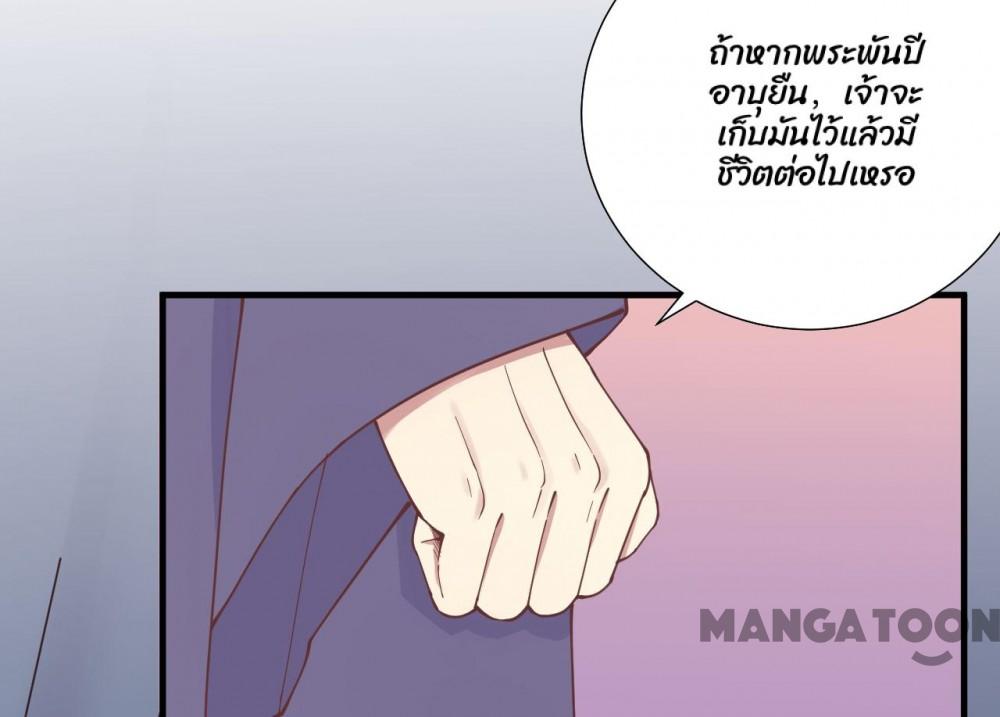 ถ้าหากพระพันปี
อาบุยืน, เจ้าจะ
เก็บมันไว้แล้วมี
ชีวิตต่อไปเหรอ
MANGATOON